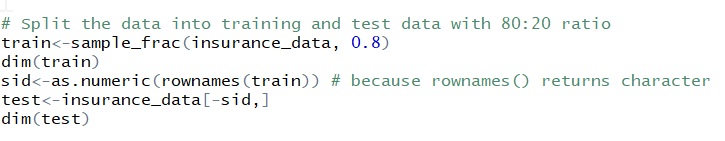 # Split the data into training and test data with 80:20 ratio
train<-sample_frac(insurance_data, 0.8)
dim(train)
sid<-as.numeric(rownames(train)) # because rownames() returns character
test<-insurance_data[-sid,]
dim(test)